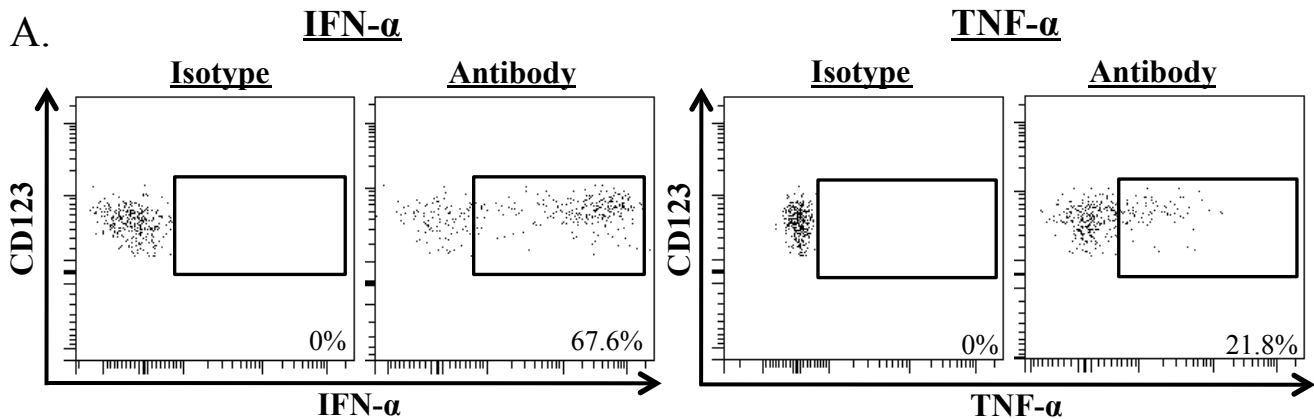 A.
IFN-α
TNF-α
Isotype
Antibody
Isotype
Antibody
CD123
0%
67.6%
CD123
0%
21.8%
IFN-α
TNF-α